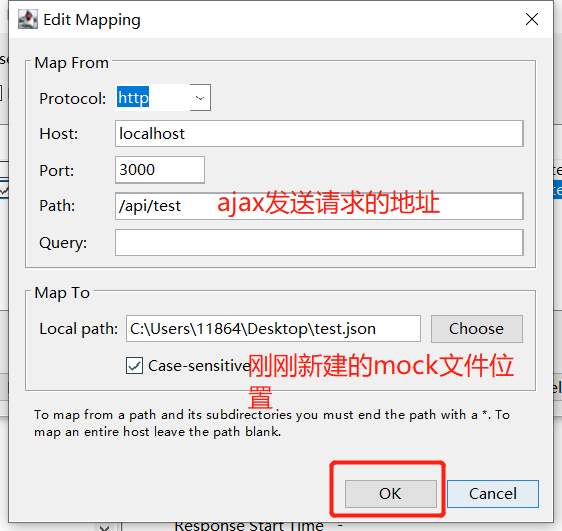 Edit Mapping
Map From
Protocol: http
Host: localhost
Port: 3000
Path: /api/test ajax发送请求的地址
Query:
Map To
Local path: C:\Users\11864\Desktop\test.json Choose
Case-sensitive 刚刚新建的mock文件位
置
To map from a path and its subdirectories you must end the path with a *. To
map an entire host leave the path blank.
OK Cancel
Response Start Time -